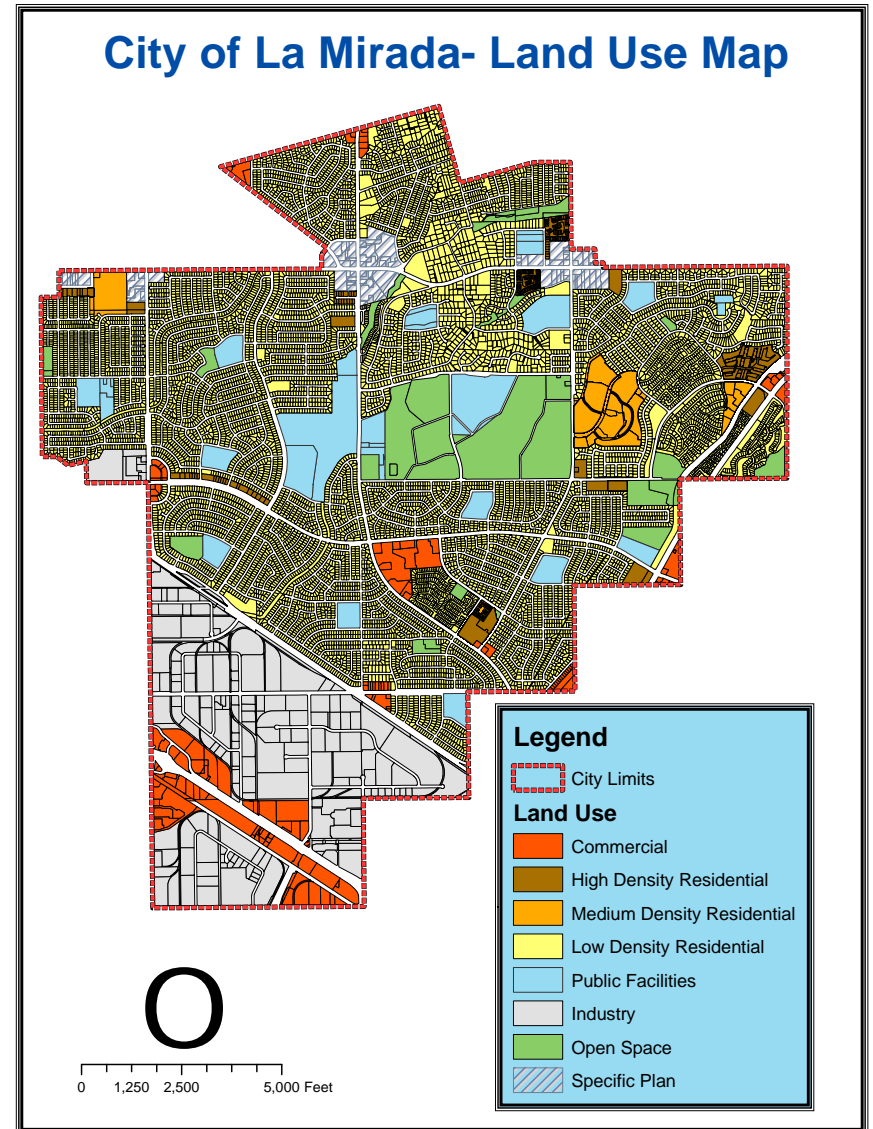 City of La Mirada- Land Use Map
Legend
City Limits
Land Use
Commercial
High Density Residential
Medium Density Residential
Low Density Residential
Public Facilities
Industry
Open Space
Specific Plan
O
0 1,250 2,500 5,000 Feet